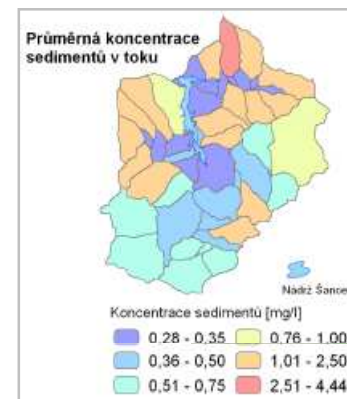 Průměrná koncentrace
sedimentů v toku
Nádrž Šance
Koncentrace sedimentů [mg/l]
0,28 - 0,35
0,76 - 1,00
0,36 - 0,50
1,01 - 2,50
0,51 - 0,75
2,51 - 4,44